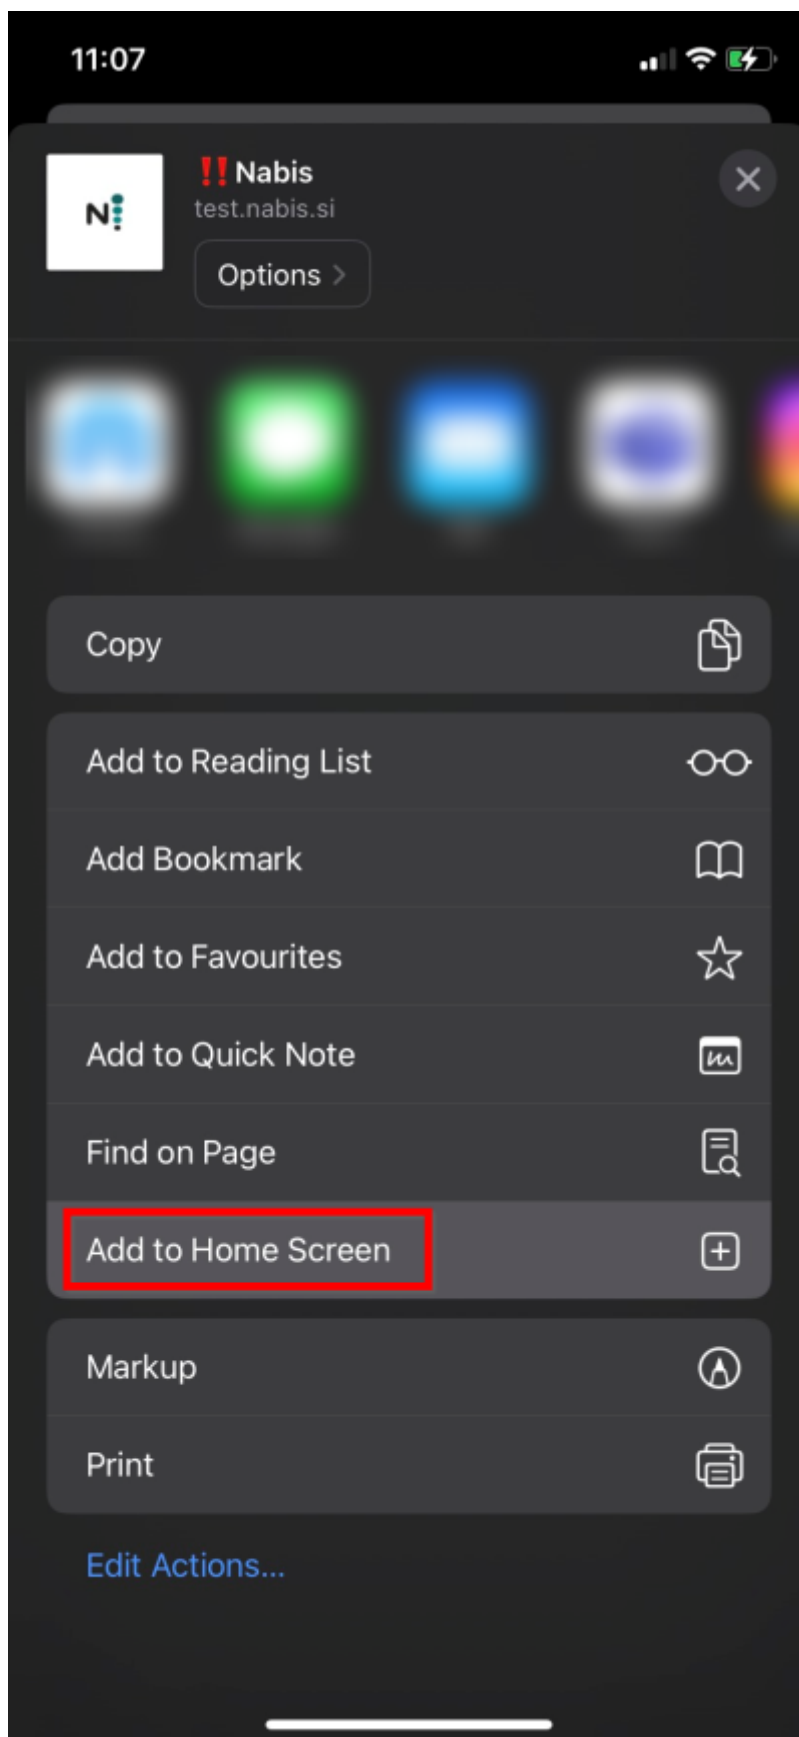 11:07
N
‼️Nabis
test.nabis.si
Options >
Copy
Add to Reading List
Add Bookmark
Add to Favourites
Add to Quick Note
Find on Page
Add to Home Screen
Markup
Print
Edit Actions...